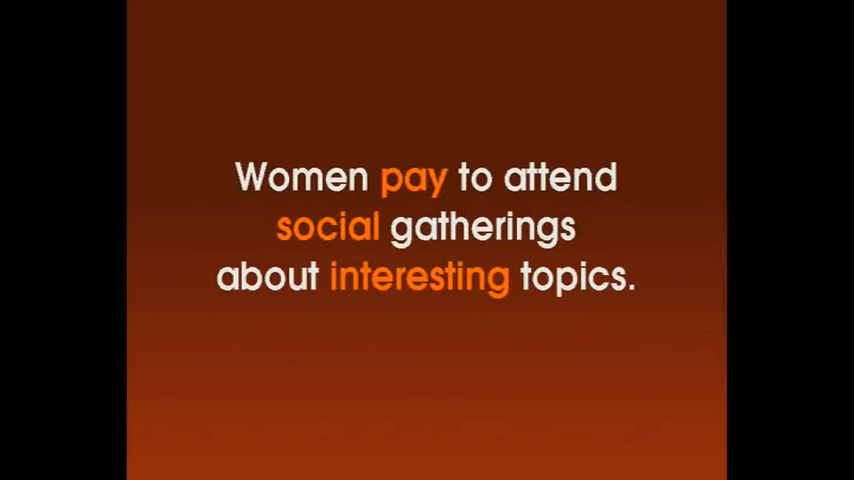 Women pay to attend
social gatherings
about interesting topics.